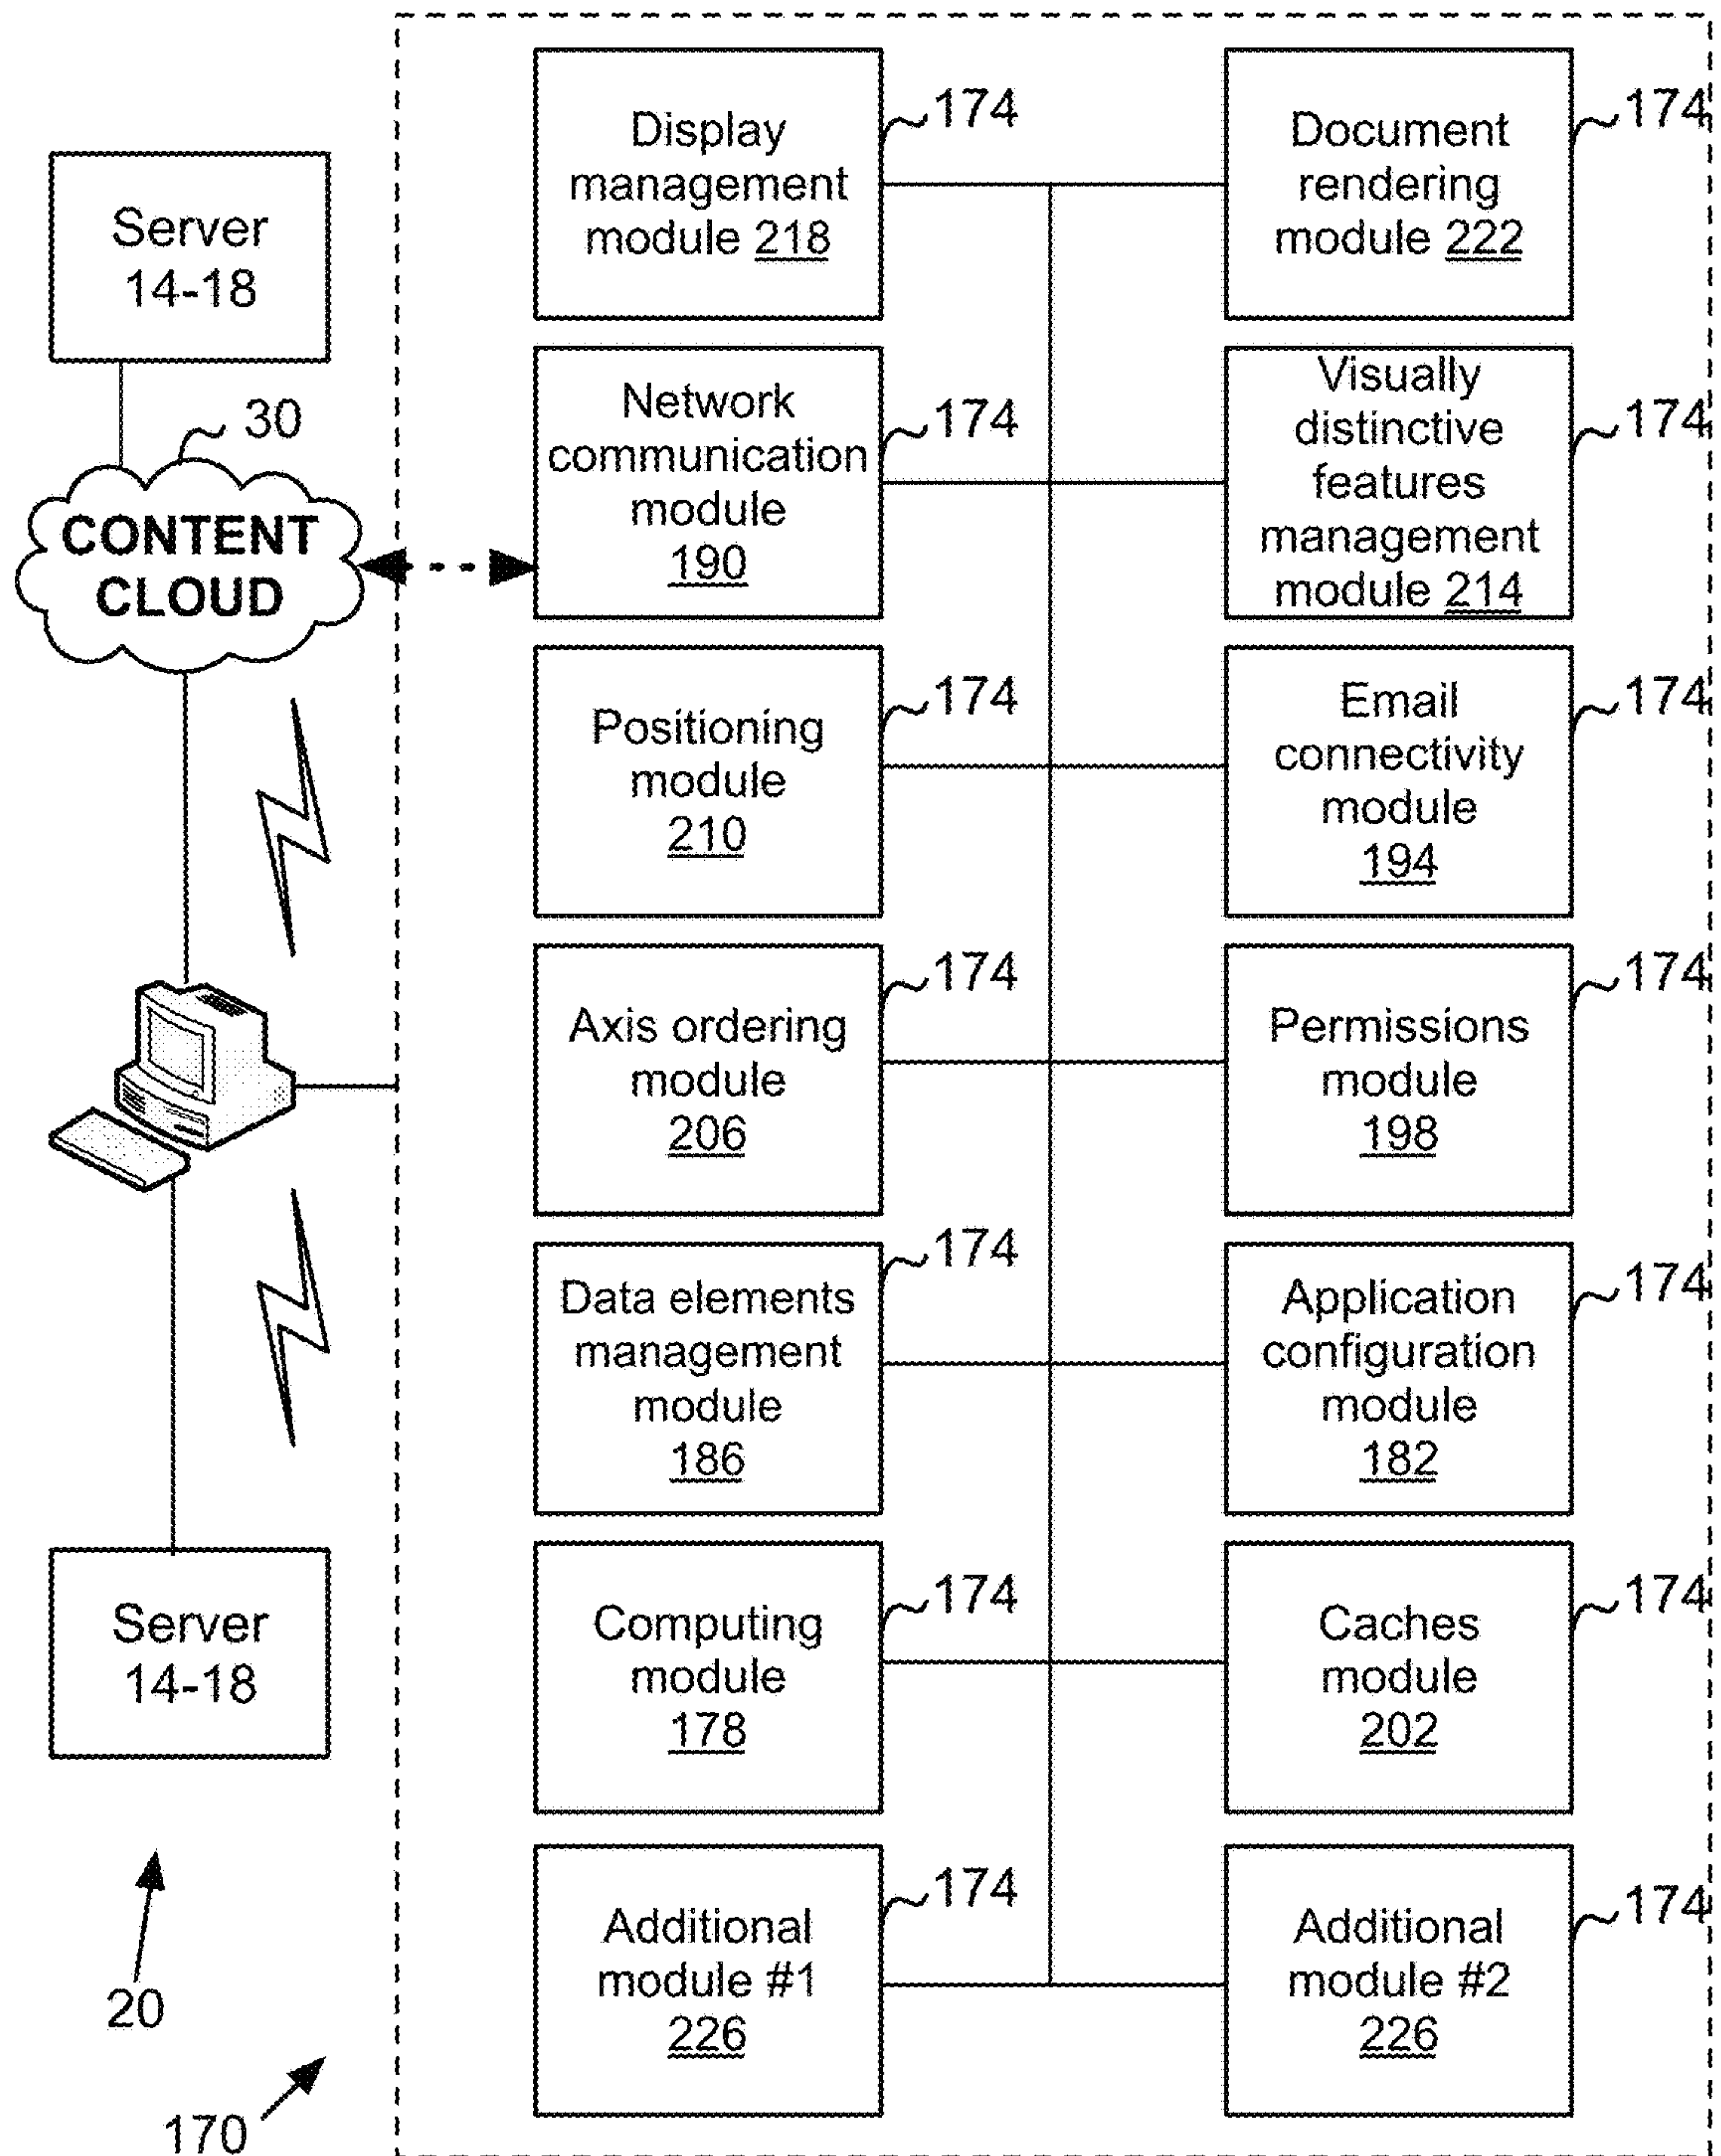 Server
14-18
30
CONTENT
CLOUD
Server
14-18
20
170
Display
management
module 218
174
Document
rendering
module 222
174
Network
communication
module
190
174
Visually
distinctive
features
management
module 214
174
Positioning
module
210
174
Email
connectivity
module
194
174
Axis ordering
module
206
174
Permissions
module
198
174
Data elements
management
module
186
174
Application
configuration
module
182
174
Computing
module
178
174
Caches
module
202
174
Additional
module #1
226
174
Additional
module #2
226
174